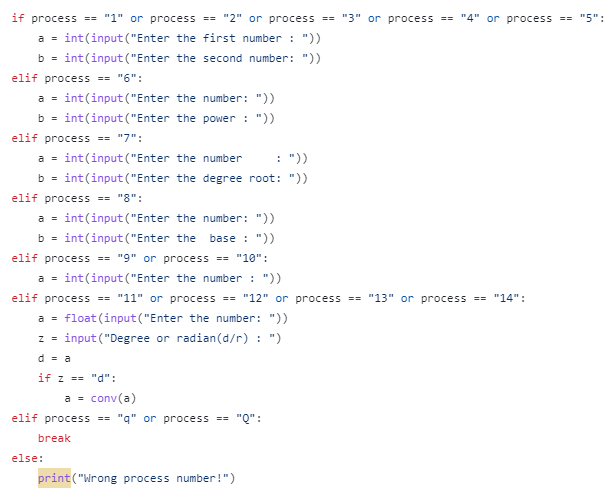 if process == "1" or process == "2" or process == "3" or process == "4" or process == "5":
    a = int(input("Enter the first number : "))
    b = int(input("Enter the second number: "))
elif process == "6":
    a = int(input("Enter the number: "))
    b = int(input("Enter the power : "))
elif process == "7":
    a = int(input("Enter the number     : "))
    b = int(input("Enter the degree root: "))
elif process == "8":
    a = int(input("Enter the number: "))
    b = int(input("Enter the  base : "))
elif process == "9" or process == "10":
    a = int(input("Enter the number : "))
elif process == "11" or process == "12" or process == "13" or process == "14":
    a = float(input("Enter the number: "))
    z = input("Degree or radian(d/r) : ")
    d = a
    if z == "d":
        a = conv(a)
elif process == "q" or process == "Q":
    break
else:
    print("Wrong process number!")